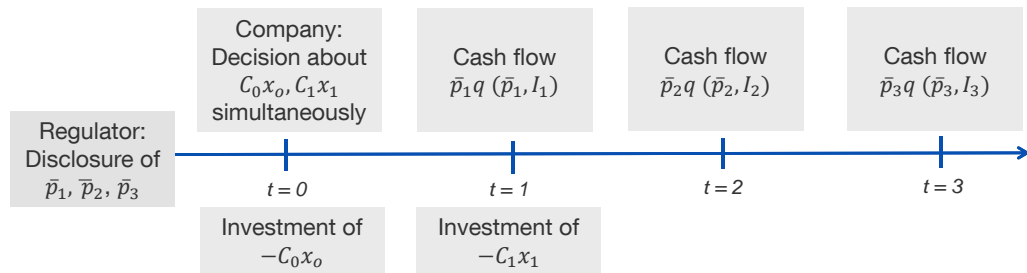 Company:
Decision about
C₀xₒ, C₁x₁
simultaneously
Cash flow
p̄₁q (p̄₁, I₁)
Cash flow
p̄₂q (p̄₂, I₂)
Cash flow
p̄₃q (p̄₃, I₃)
Regulator:
Disclosure of
p̄₁, p̄₂, p̄₃
t = 0
t = 1
t = 2
t = 3
Investment of
−C₀xₒ
Investment of
−C₁x₁